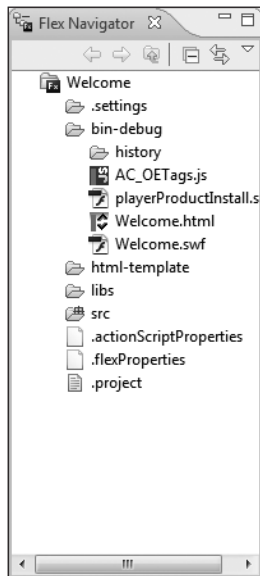 Flex Navigator
Welcome
.settings
bin-debug
history
AC_OETags.js
playerProductInstall.s
Welcome.html
Welcome.swf
html-template
libs
src
.actionScriptProperties
.flexProperties
.project